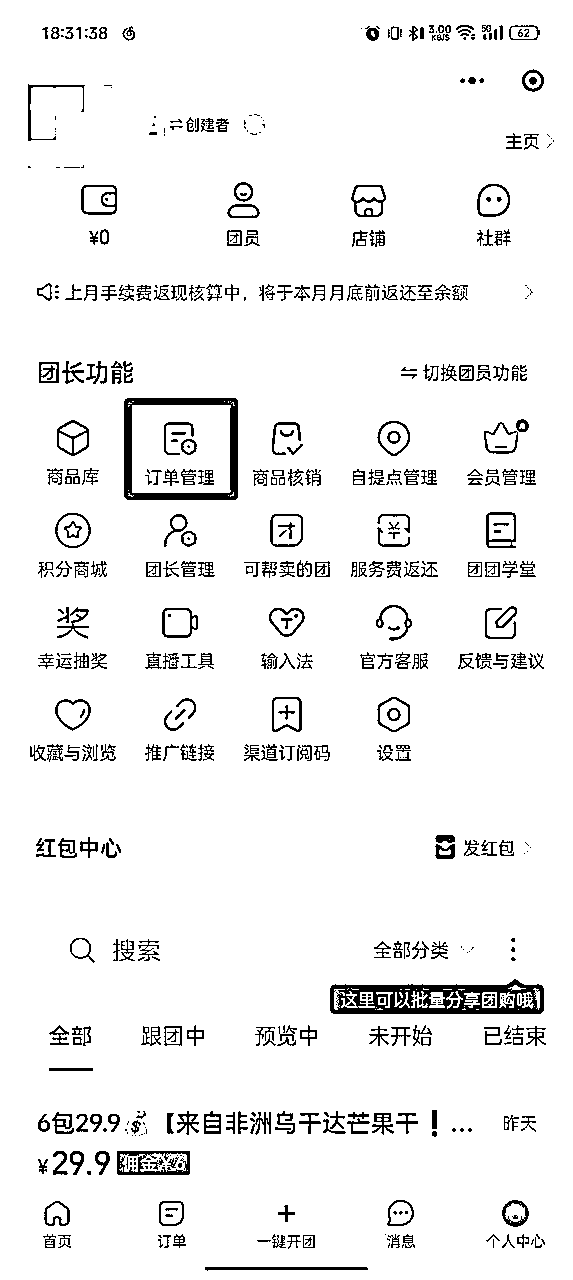 18:31:38 3.00 KB/S 5G 62
⇌创建者
主页
¥0 团员 店铺 社群
上月手续费返现核算中，将于本月月底前返还至余额
团长功能 ⇌切换团员功能
商品库 订单管理 商品核销 自提点管理 会员管理
积分商城 团长管理 可帮卖的团 服务费返还 团团学堂
幸运抽奖 直播工具 输入法 官方客服 反馈与建议
收藏与浏览 推广链接 渠道订阅码 设置
红包中心 发红包
搜索 全部分类
这里可以批量分享团购哦
全部 跟团中 预览中 未开始 已结束
6包29.9💰【来自非洲乌干达芒果干❗... 昨天
¥29.9
首页 订单 一键开团 消息 个人中心